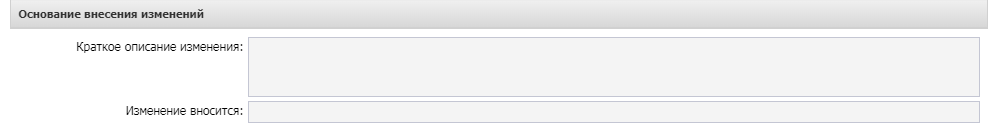 Основание внесения изменений
Краткое описание изменения:
Изменение вносится: